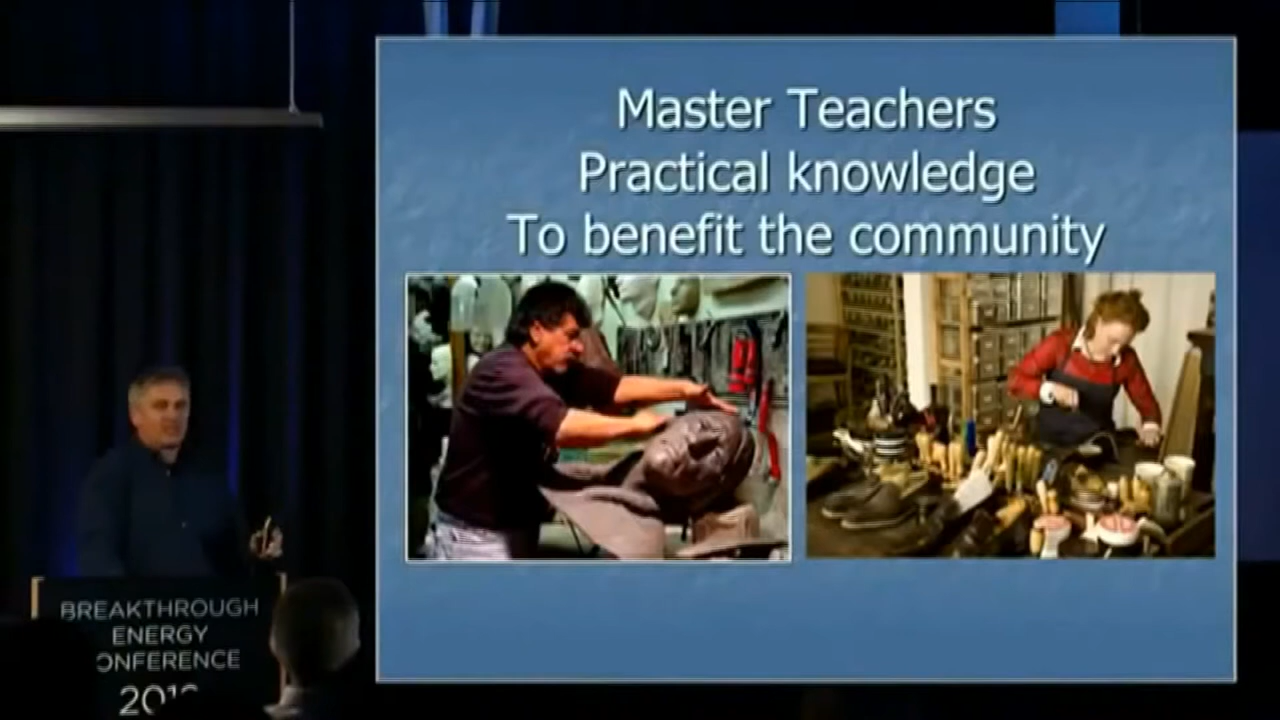 Master Teachers
Practical knowledge
To benefit the community
BREAKTHROUGH
ENERGY
ONFERENCE